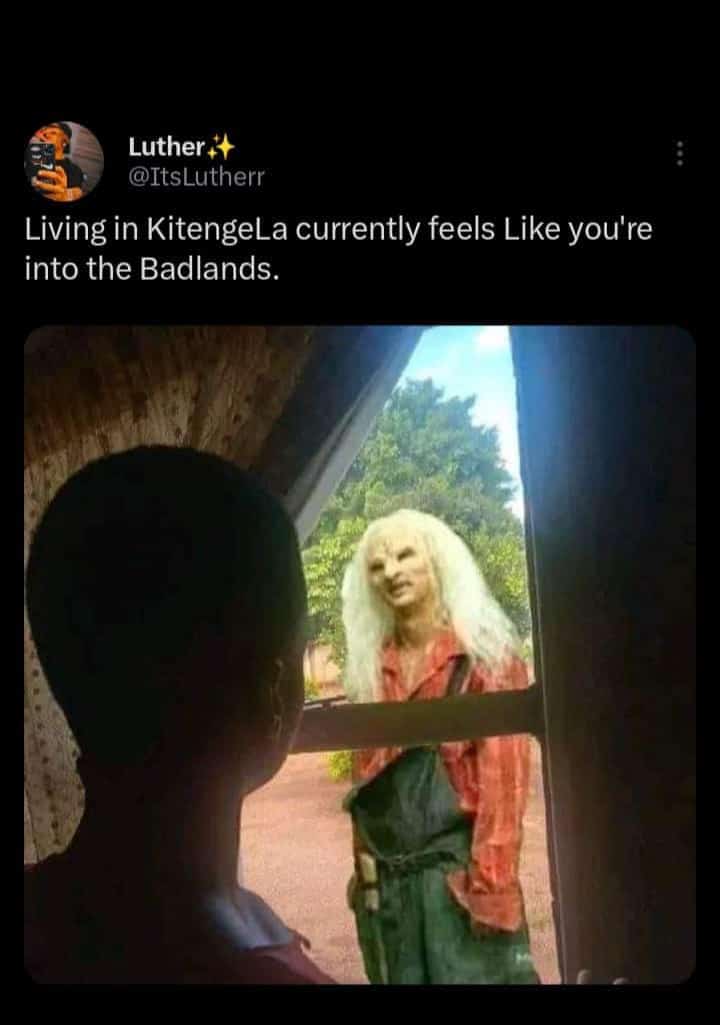 Luther✨
@ItsLutherr
Living in KitengeLa currently feels Like you're
into the Badlands.